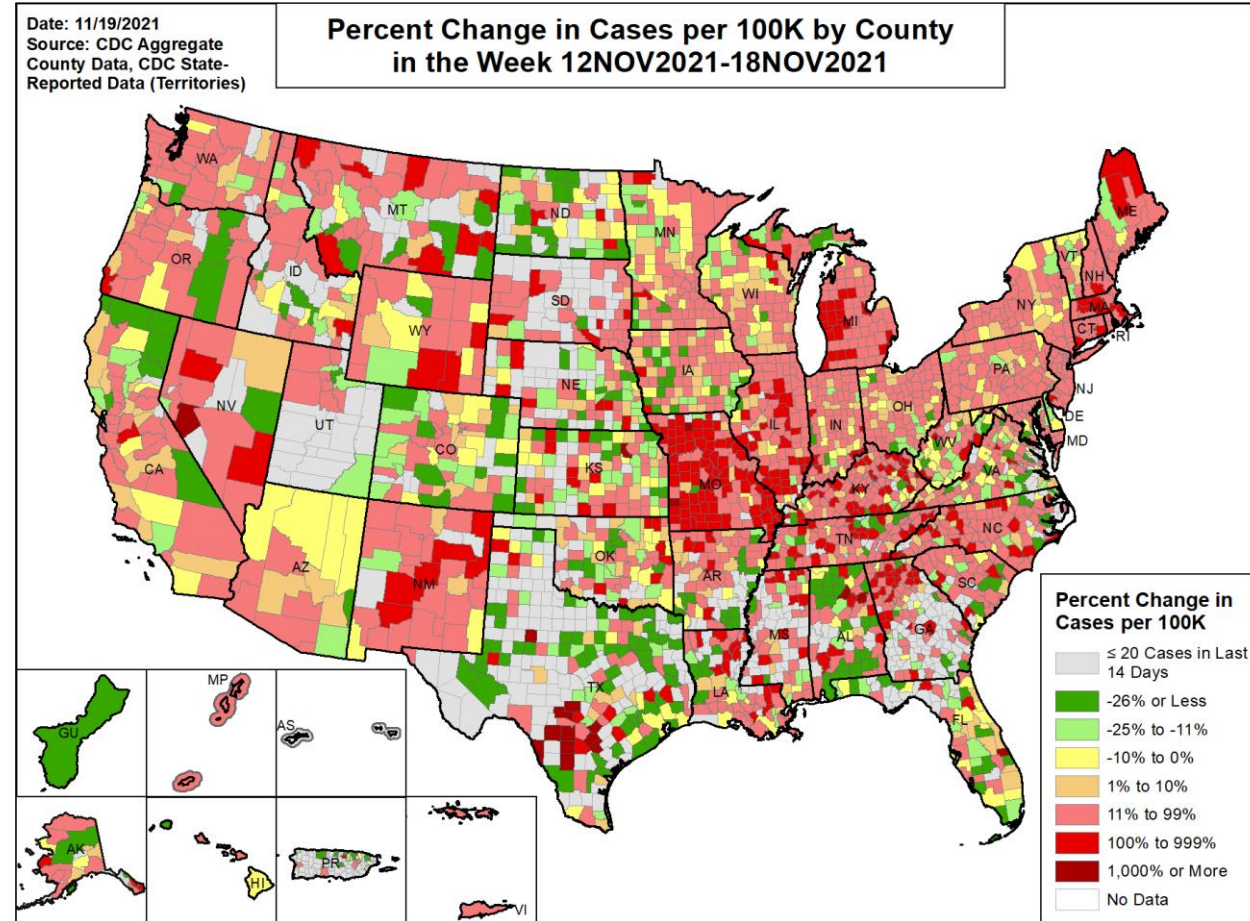 Date: 11/19/2021
Source: CDC Aggregate
County Data, CDC State-
Reported Data (Territories)
Percent Change in Cases per 100K by County
in the Week 12NOV2021-18NOV2021
WA
MT
ND
MN
ME
OR
ID
SD
WI
VT
NH
NY
MA
WY
MI
CT
RI
IA
NE
PA
NJ
NV
OH
UT
IL
IN
DE
CO
WV
MD
CA
KS
MO
VA
KY
NC
TN
OK
AZ
NM
AR
SC
MS
AL
GA
TX
LA
FL
GU
MP
AS
AK
HI
PR
VI
Percent Change in
Cases per 100K
≤ 20 Cases in Last
14 Days
-26% or Less
-25% to -11%
-10% to 0%
1% to 10%
11% to 99%
100% to 999%
1,000% or More
No Data